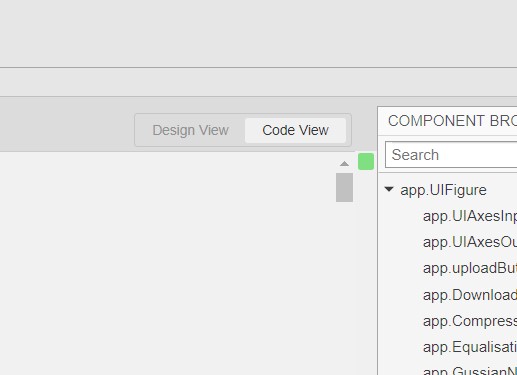 Design View Code View
COMPONENT BRO
Search
app.UIFigure
app.UIAxesInp
app.UIAxesOu
app.uploadBut
app.Download
app.Compress
app.Equalisati
app.GussianN